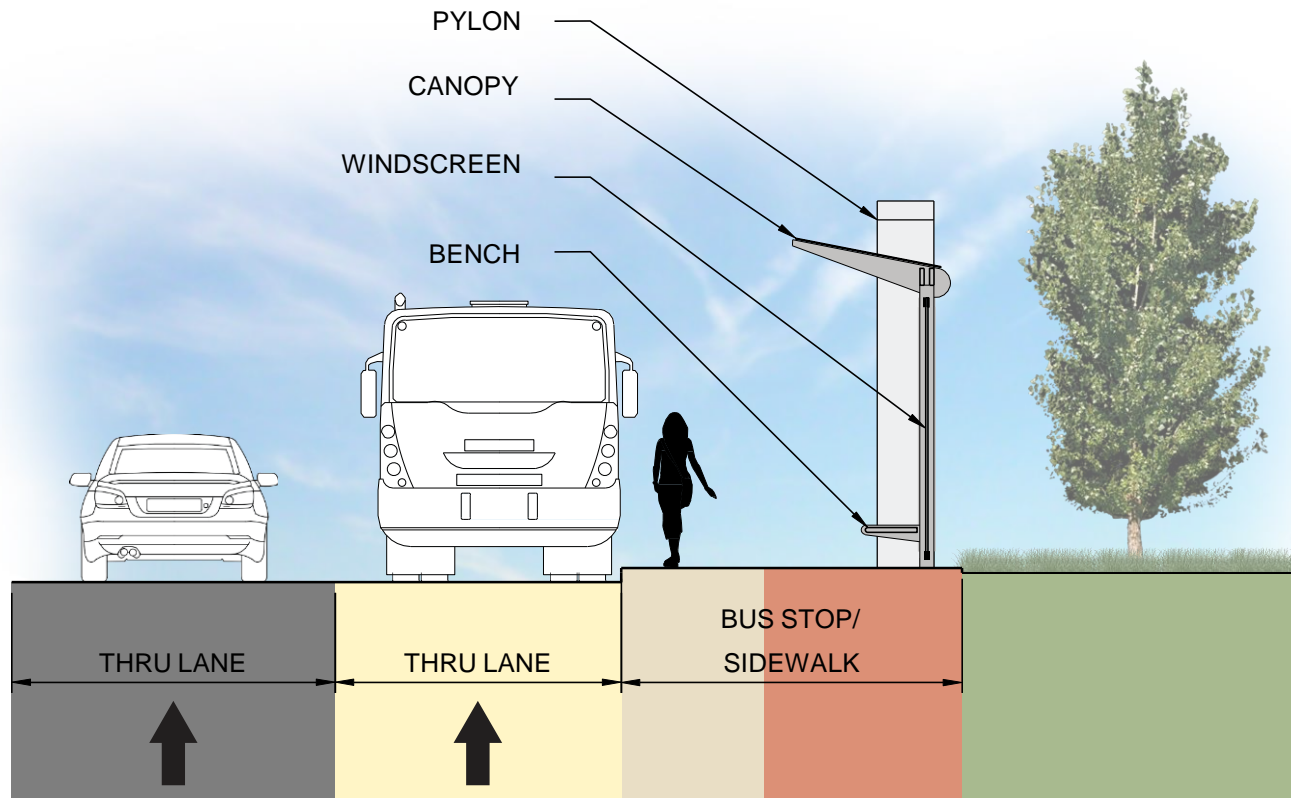 PYLON
CANOPY
WINDSCREEN
BENCH
THRU LANE
THRU LANE
BUS STOP/
SIDEWALK